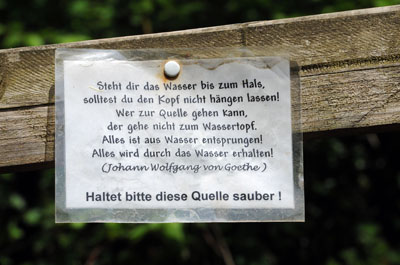 Steht dir das Wasser bis zum Hals,
solltest du den Kopf nicht hängen lassen!
Wer zur Quelle gehen kann,
der gehe nicht zum Wassertopf.
Alles ist aus Wasser entsprungen!
Alles wird durch das Wasser erhalten!
(Johann Wolfgang von Goethe )
Haltet bitte diese Quelle sauber !